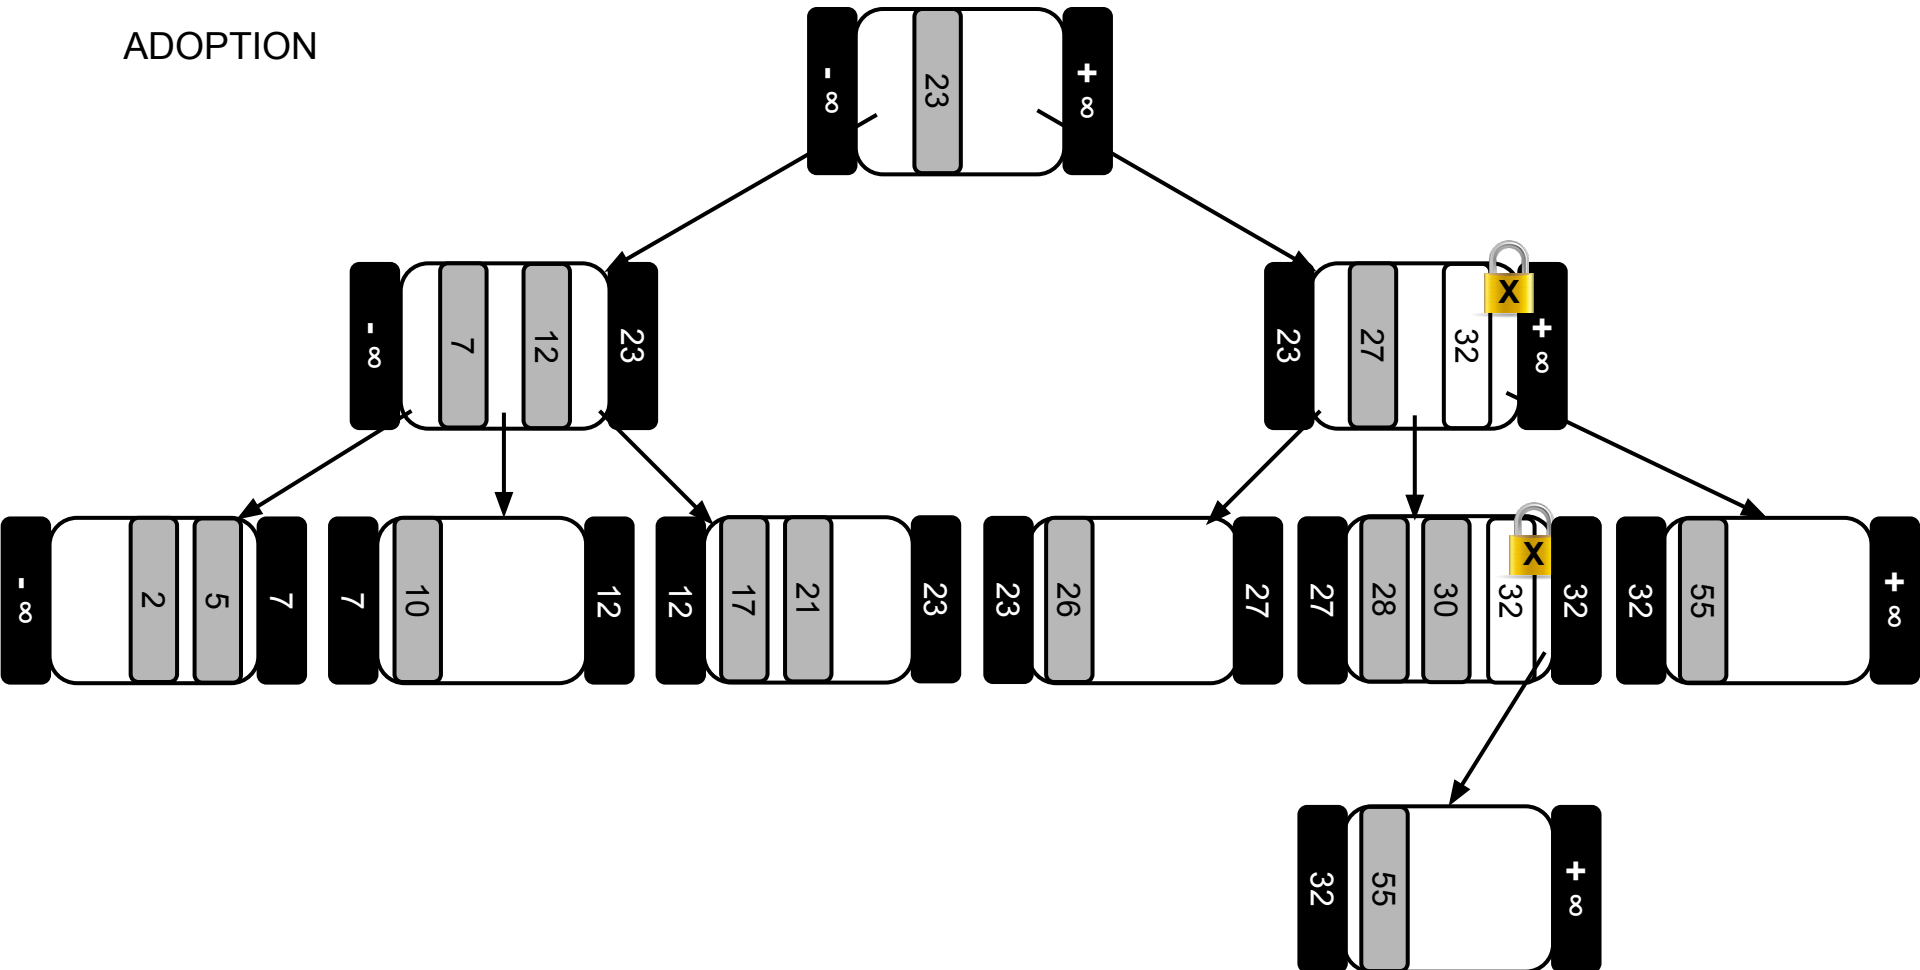 ADOPTION
- ∞ 23 + ∞
- ∞ 7 12 23
23 27 32 X + ∞
- ∞ 2 5 7
7 10 12
12 17 21 23
23 26 27
27 28 30 32 X 32
32 55 + ∞
32 55 + ∞